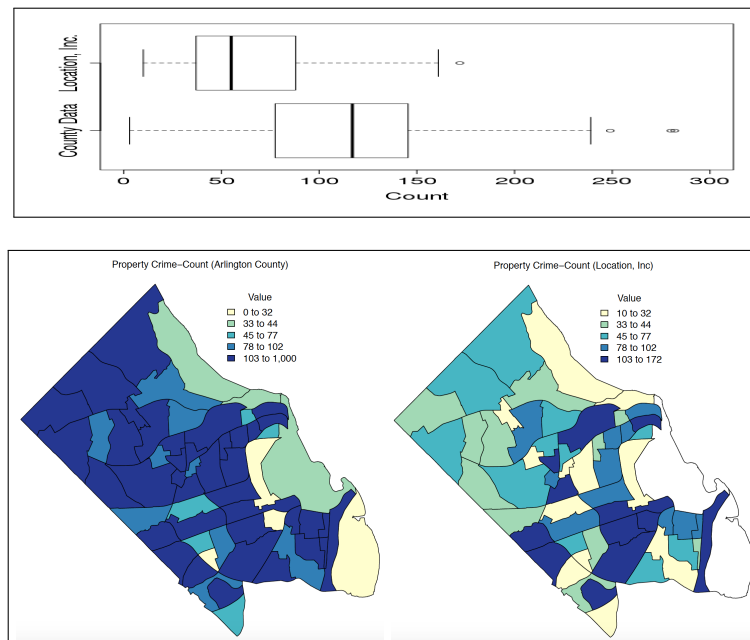 Location, Inc.
County Data
0 50 100 150 200 250 300
Count
Property Crime−Count (Arlington County)
Value
0 to 32
33 to 44
45 to 77
78 to 102
103 to 1,000
Property Crime−Count (Location, Inc)
Value
10 to 32
33 to 44
45 to 77
78 to 102
103 to 172